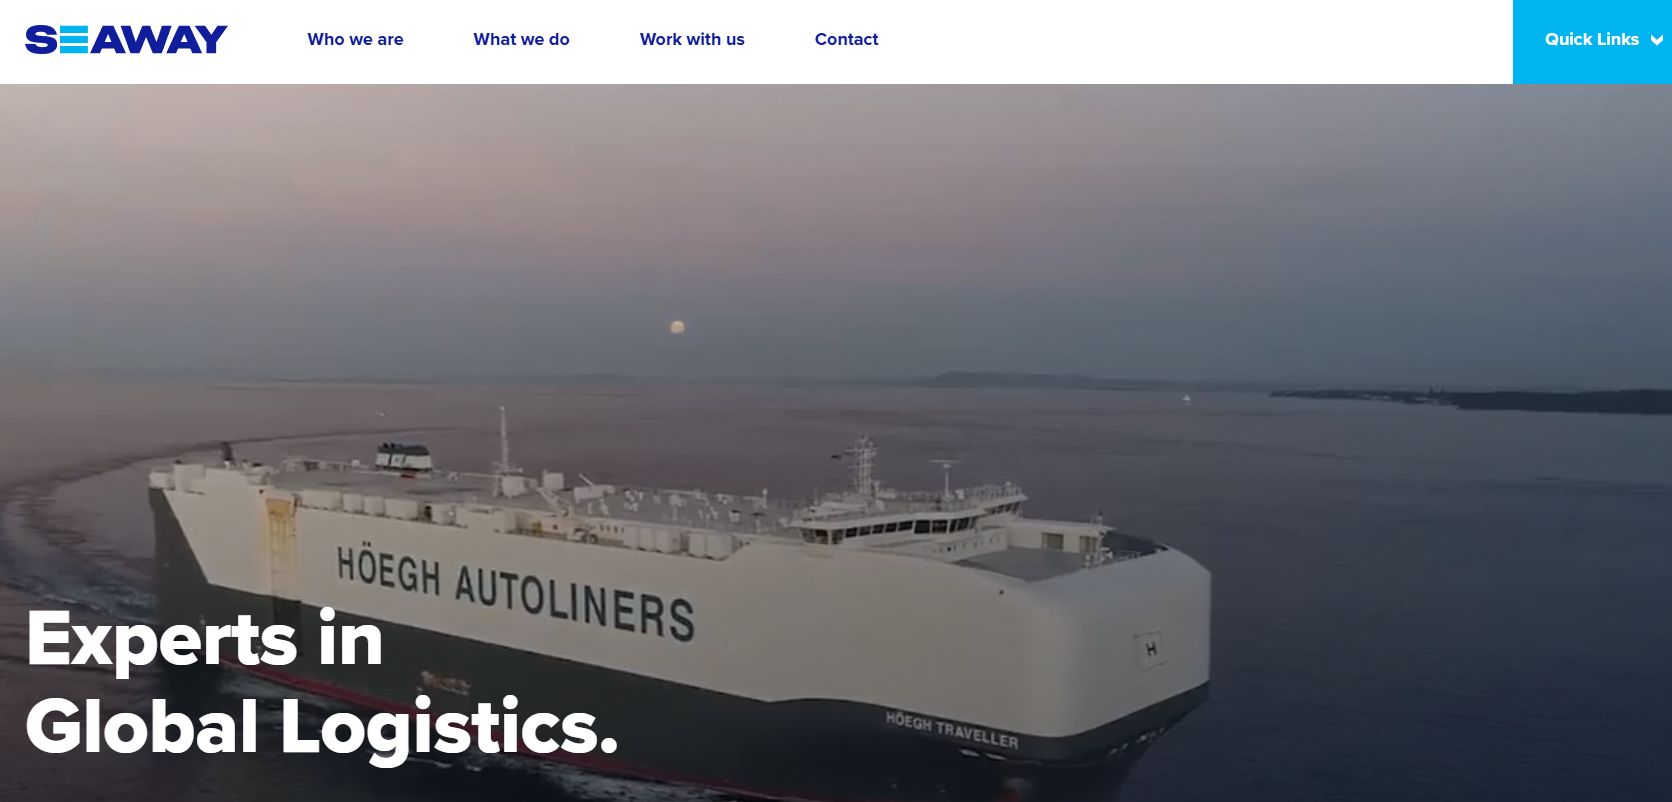 SEAWAY
Who we are
What we do
Work with us
Contact
Quick Links
HÖEGH AUTOLINERS
H
Experts in
Global Logistics.
HÖEGH TRAVELLER